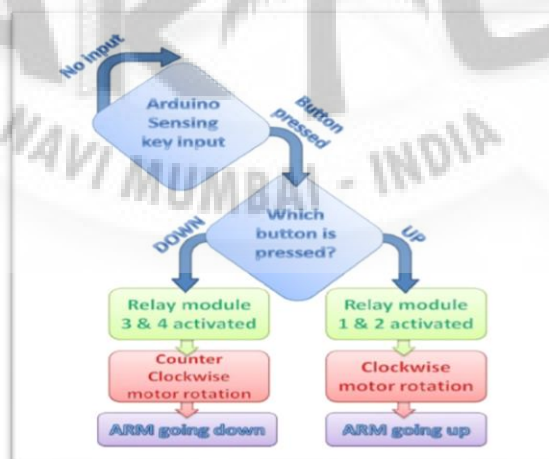 No input
Arduino
Sensing
key input
Button
pressed
NAVI MUMBAI - INDIA
Which
button is
pressed?
DOWN
UP
Relay module
3 & 4 activated
Relay module
1 & 2 activated
Counter
Clockwise
motor rotation
Clockwise
motor rotation
ARM going down
ARM going up